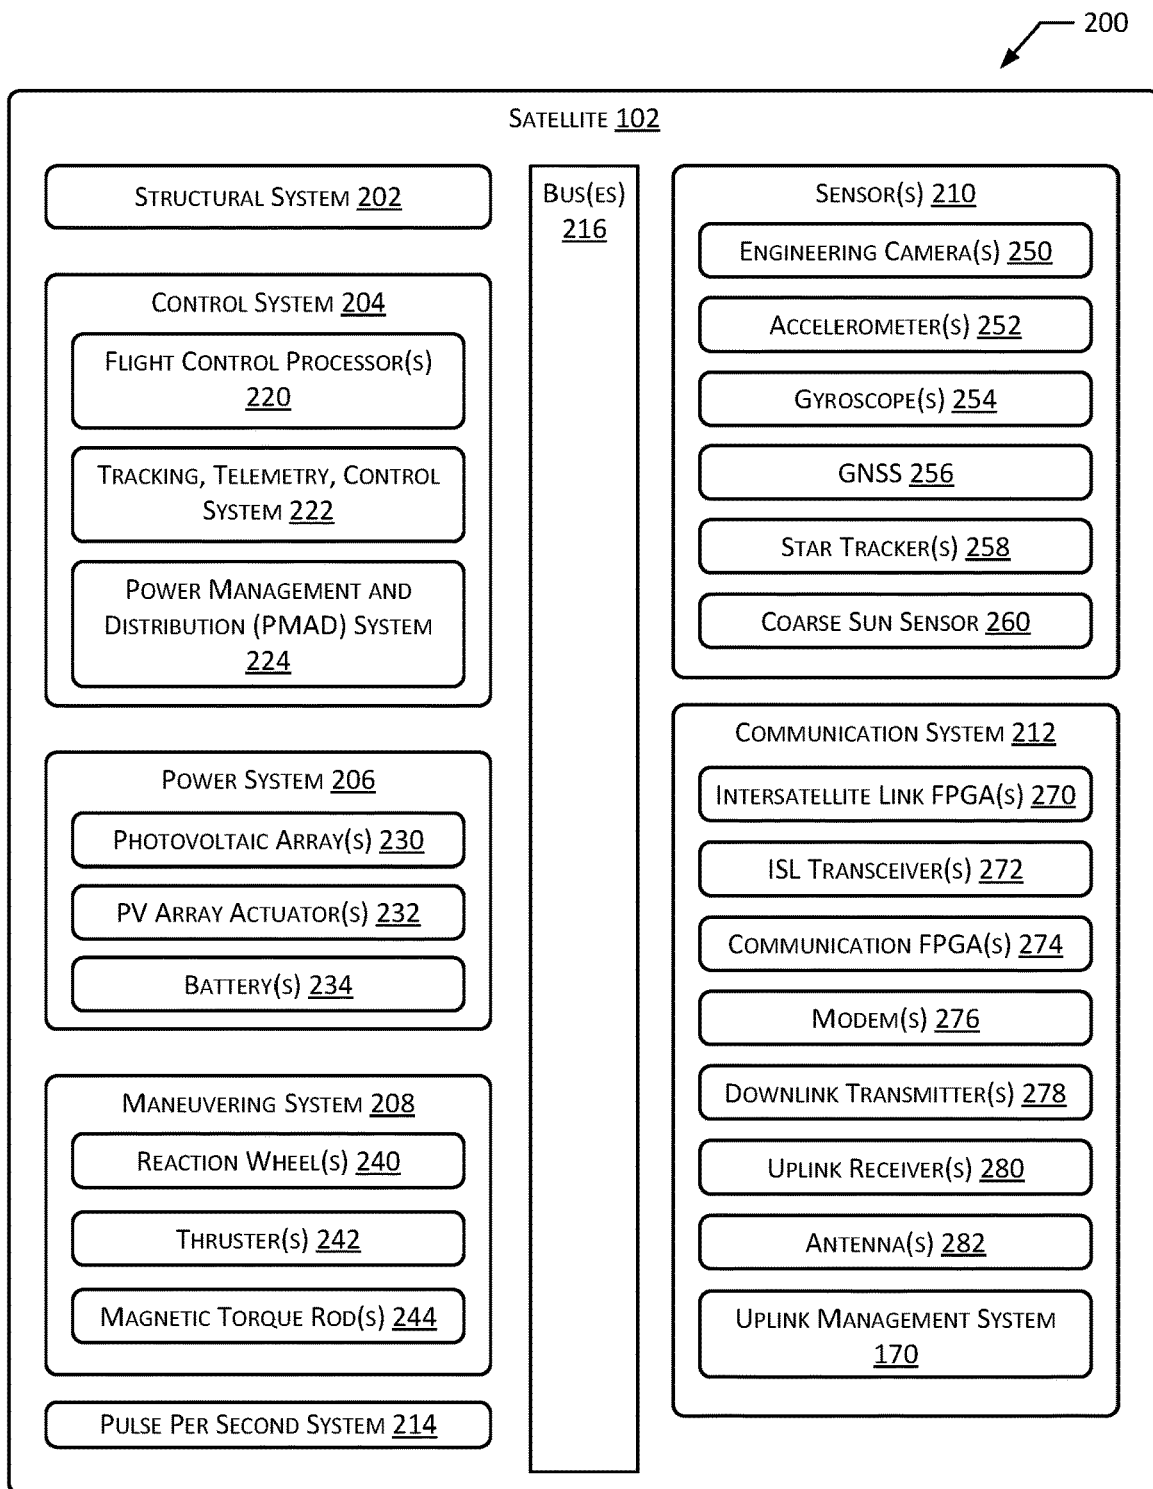 200
SATELLITE 102
STRUCTURAL SYSTEM 202
CONTROL SYSTEM 204
FLIGHT CONTROL PROCESSOR(S)
220
TRACKING, TELEMETRY, CONTROL
SYSTEM 222
POWER MANAGEMENT AND
DISTRIBUTION (PMAD) SYSTEM
224
POWER SYSTEM 206
PHOTOVOLTAIC ARRAY(S) 230
PV ARRAY ACTUATOR(S) 232
BATTERY(S) 234
MANEUVERING SYSTEM 208
REACTION WHEEL(S) 240
THRUSTER(S) 242
MAGNETIC TORQUE ROD(S) 244
PULSE PER SECOND SYSTEM 214
BUS(ES)
216
SENSOR(S) 210
ENGINEERING CAMERA(S) 250
ACCELEROMETER(S) 252
GYROSCOPE(S) 254
GNSS 256
STAR TRACKER(S) 258
COARSE SUN SENSOR 260
COMMUNICATION SYSTEM 212
INTERSATELLITE LINK FPGA(S) 270
ISL TRANSCEIVER(S) 272
COMMUNICATION FPGA(S) 274
MODEM(S) 276
DOWNLINK TRANSMITTER(S) 278
UPLINK RECEIVER(S) 280
ANTENNA(S) 282
UPLINK MANAGEMENT SYSTEM
170